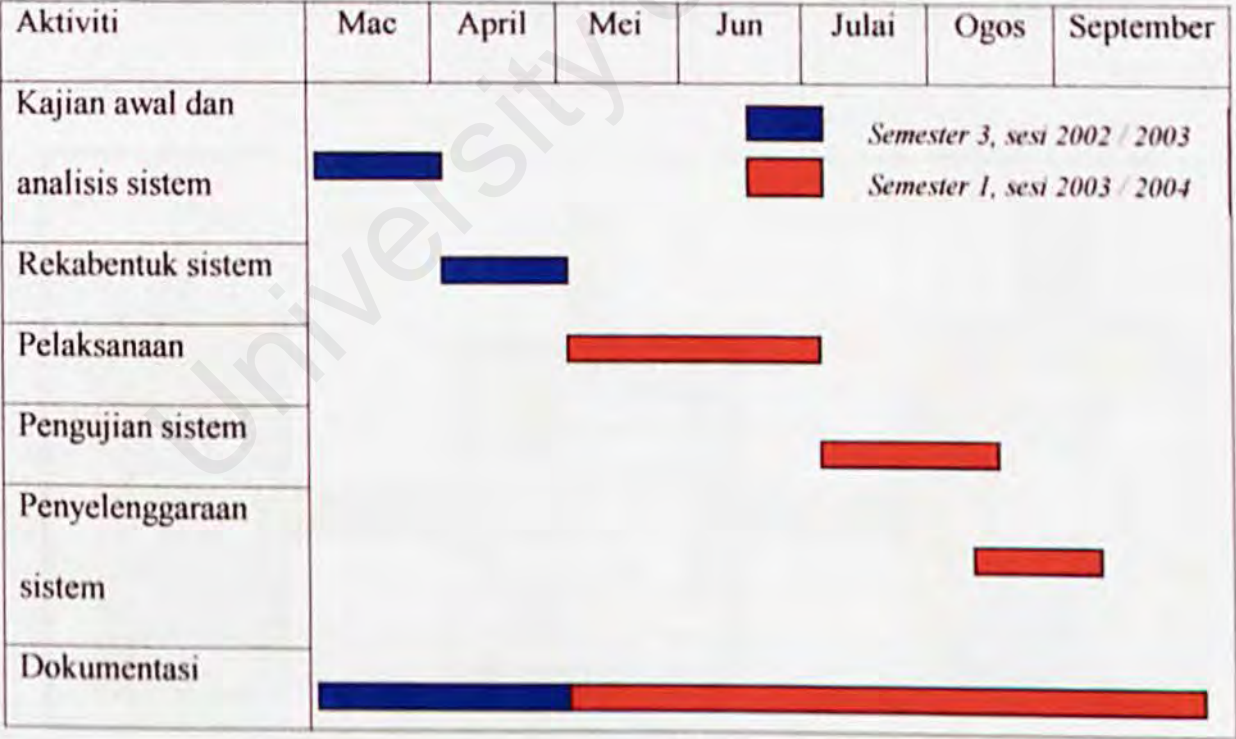 Aktiviti Mac April Mei Jun Julai Ogos September
Kajian awal dan
analisis sistem
Semester 3, sesi 2002 / 2003
Semester 1, sesi 2003 / 2004
Rekabentuk sistem
Pelaksanaan
Pengujian sistem
Penyelenggaraan
sistem
Dokumentasi
University